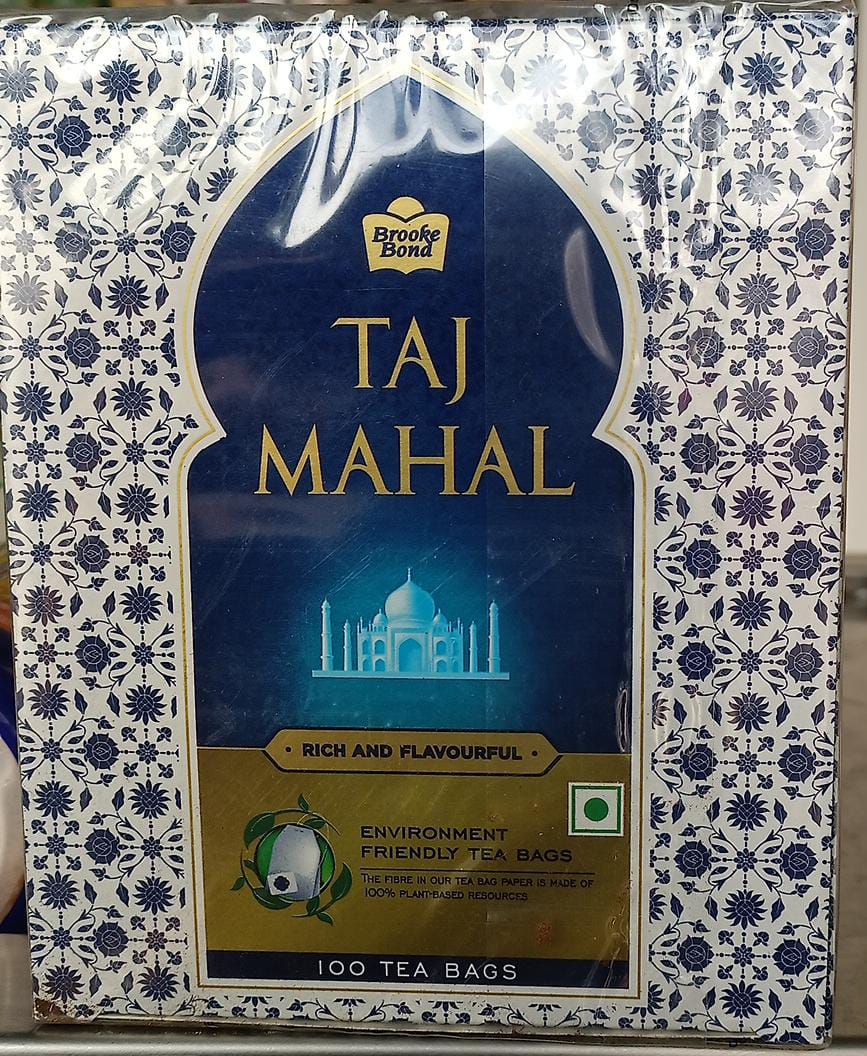 Brooke
Bond
TAJ
MAHAL
• RICH AND FLAVOURFUL •
ENVIRONMENT
FRIENDLY TEA BAGS
THE FIBRE IN OUR TEA BAG PAPER IS MADE OF
100% PLANT-BASED RESOURCES
100 TEA BAGS